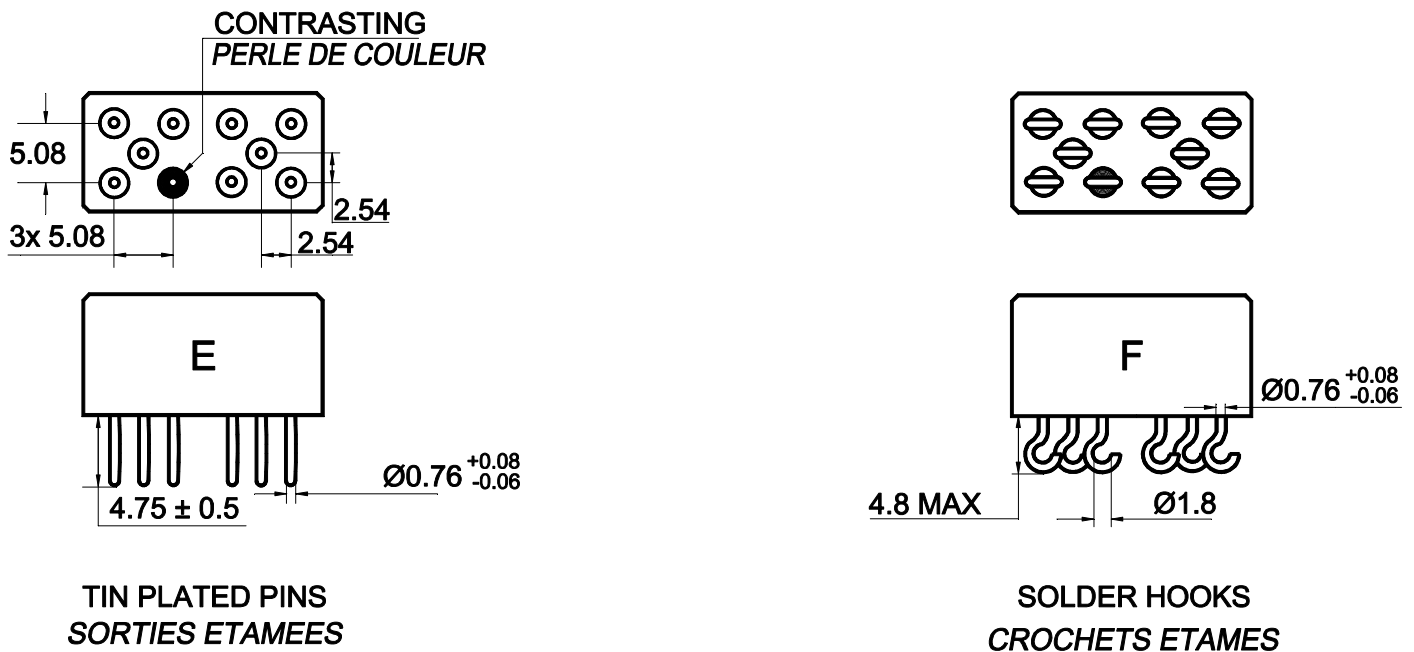 CONTRASTING
PERLE DE COULEUR
5.08
2.54
3x 5.08
2.54
E
Ø0.76 +0.08 -0.06
4.75 ± 0.5
TIN PLATED PINS
SORTIES ETAMEES
F
Ø0.76 +0.08 -0.06
4.8 MAX
Ø1.8
SOLDER HOOKS
CROCHETS ETAMES